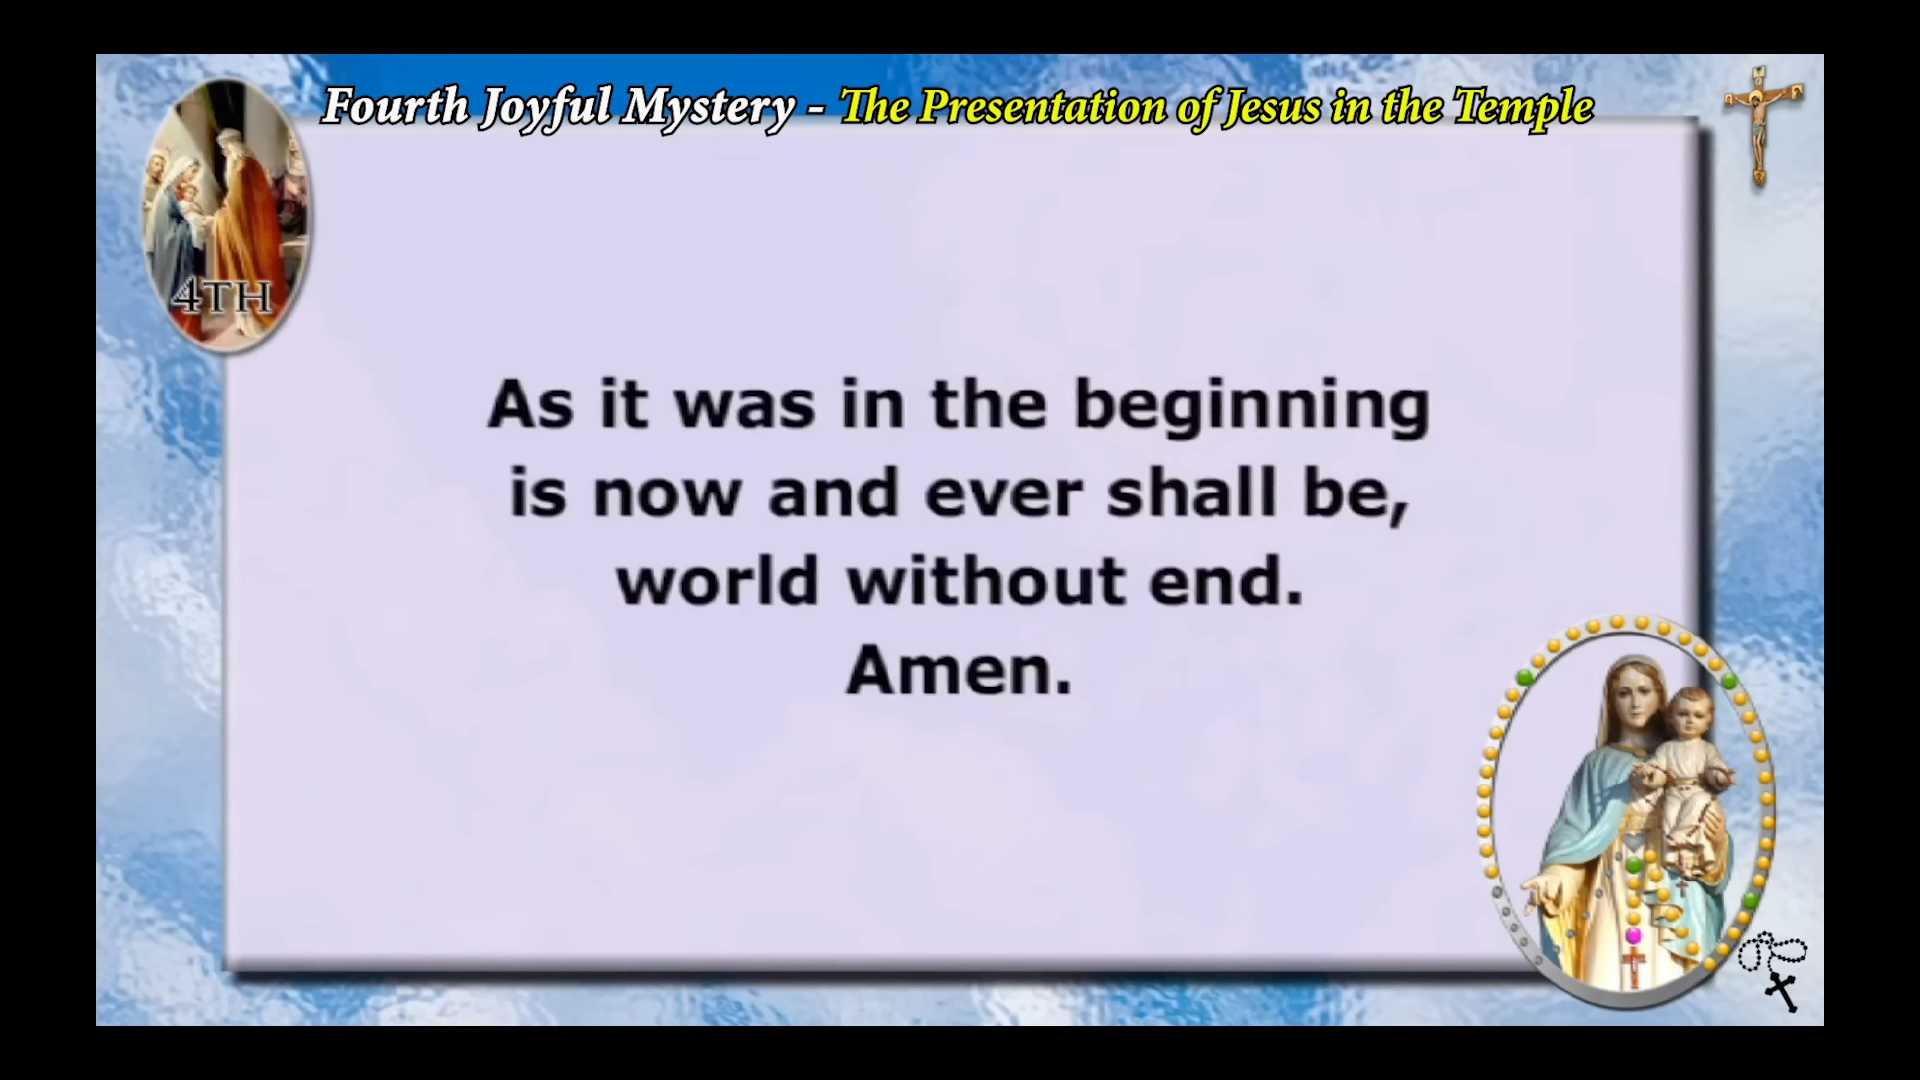 Fourth Joyful Mystery - The Presentation of Jesus in the Temple
4TH
As it was in the beginning
is now and ever shall be,
world without end.
Amen.